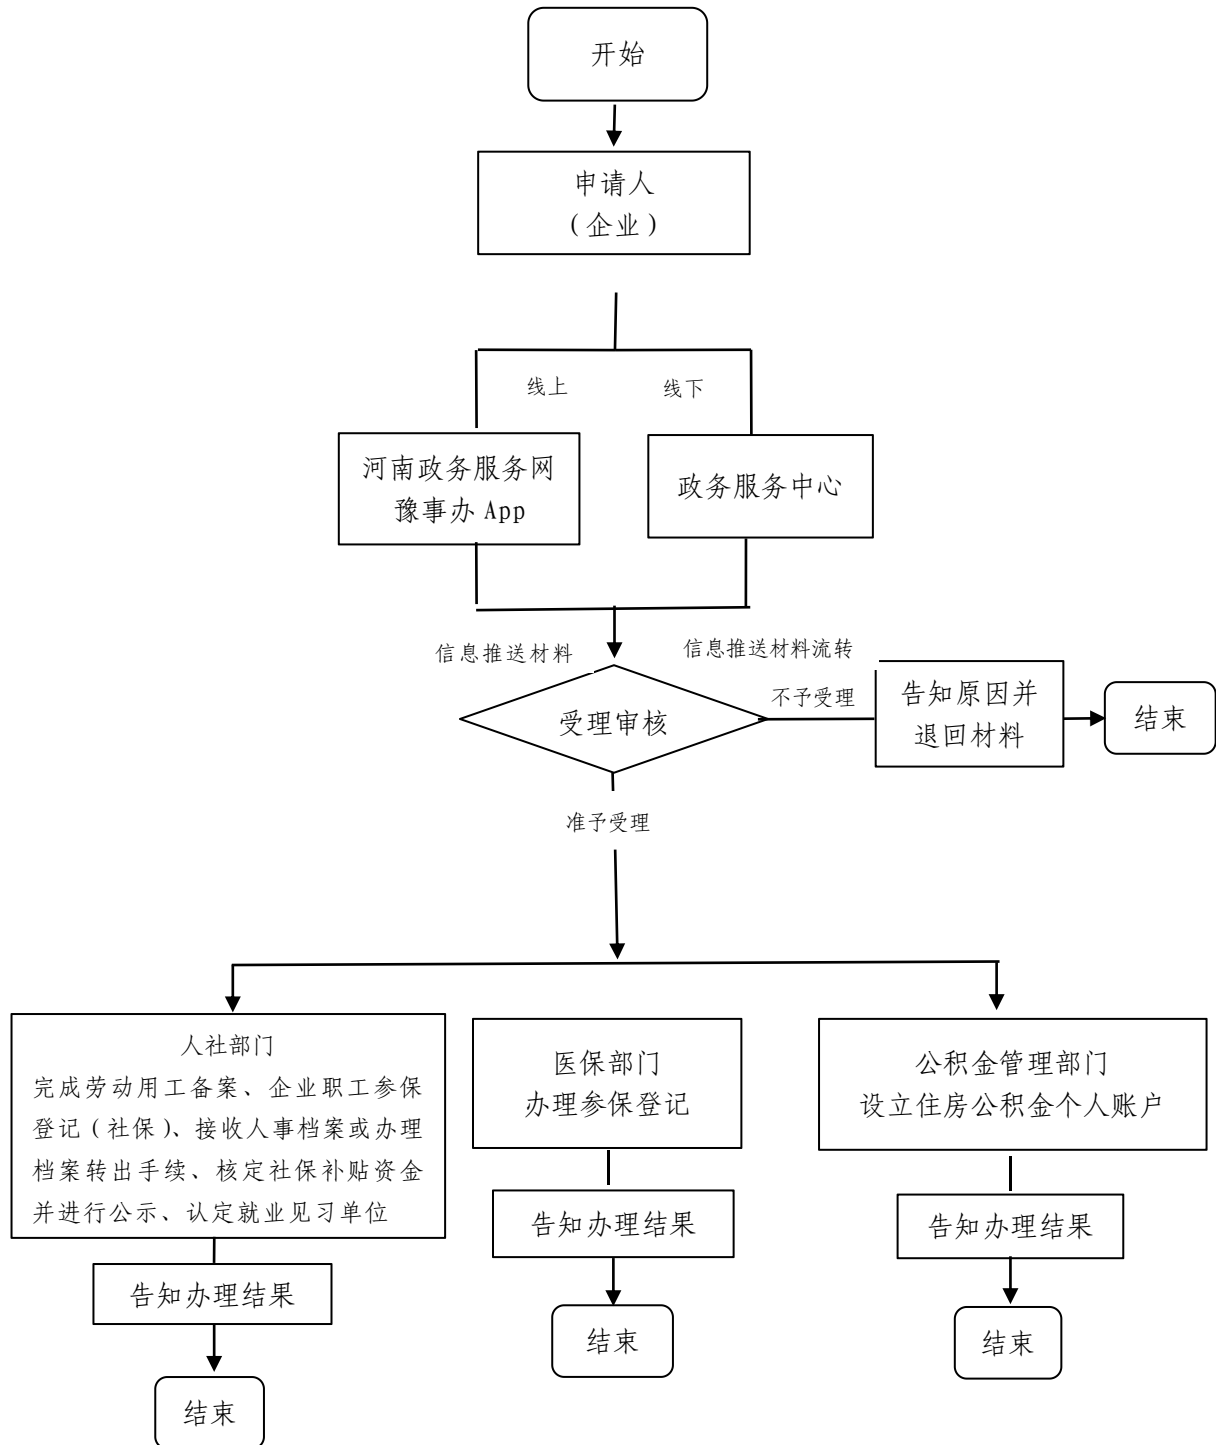 开始
申请人
（企业）
线上
线下
河南政务服务网
豫事办 App
政务服务中心
信息推送材料
信息推送材料流转
不予受理
告知原因并
退回材料
结束
受理审核
准予受理
人社部门
完成劳动用工备案、企业职工参保
登记（社保）、接收人事档案或办理
档案转出手续、核定社保补贴资金
并进行公示、认定就业见习单位
医保部门
办理参保登记
公积金管理部门
设立住房公积金个人账户
告知办理结果
告知办理结果
告知办理结果
结束
结束
结束